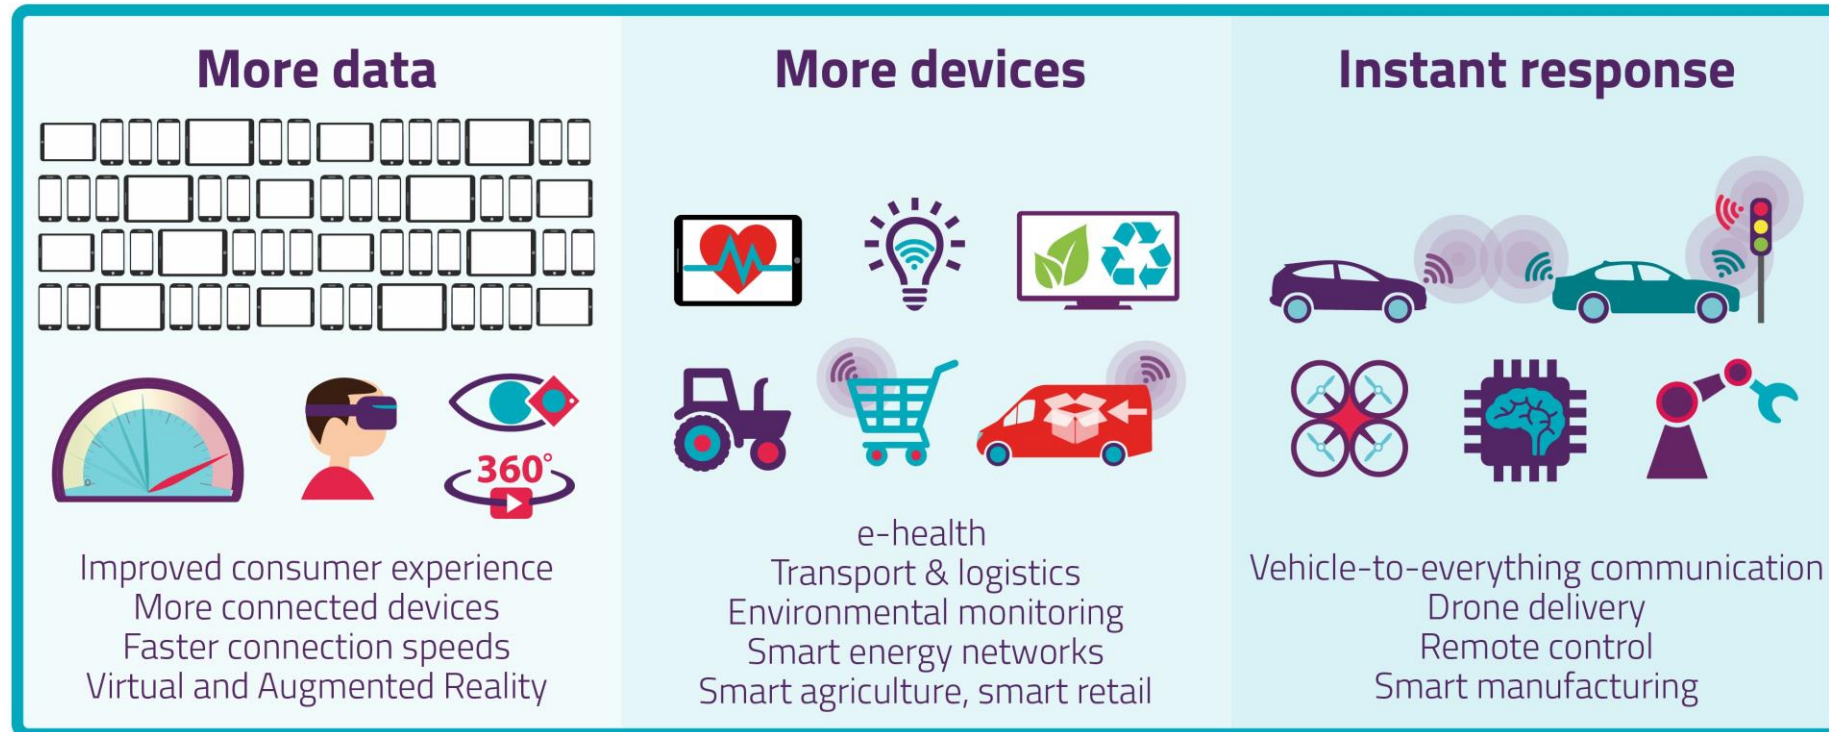 More data
360°
Improved consumer experience
More connected devices
Faster connection speeds
Virtual and Augmented Reality
More devices
e-health
Transport & logistics
Environmental monitoring
Smart energy networks
Smart agriculture, smart retail
Instant response
Vehicle-to-everything communication
Drone delivery
Remote control
Smart manufacturing